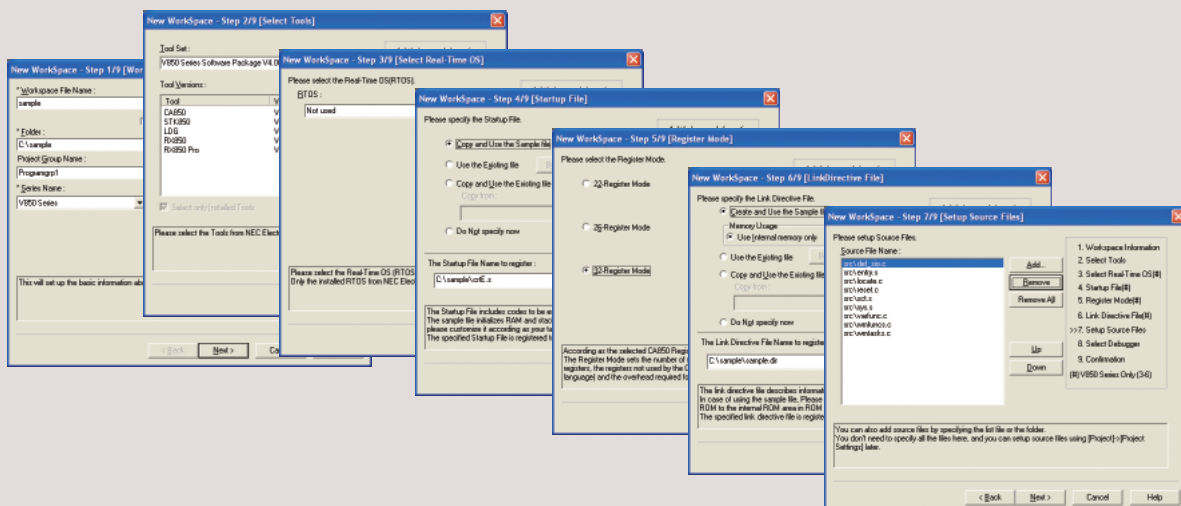 New WorkSpace - Step 1/9 [Wor
* Workspace File Name :
sample
* Folder :
C:\sample
Project Group Name :
Programgrp1
* Series Name :
V850 Series
This will set up the basic information ab
< Back Next > Ca
New WorkSpace - Step 2/9 [Select Tools]
Tool Set :
V850 Series Software Package V4.00
Tool Versions :
Tool V
CA850 V
STK850 V
LDG V
RX850 V
RX850 Pro V
Select only Installed Tools
Please select the Tools from NEC Elect
New WorkSpace - Step 3/9 [Select Real-Time OS]
Please select the Real-Time OS(RTOS).
RTOS :
Not used
Please select the Real-Time OS (RTOS
Only the installed RTOS from NEC Elec
New WorkSpace - Step 4/9 [Startup File]
Please specify the Startup File.
Copy and Use the Sample file
Use the Existing file
Copy and Use the Existing file
Copy from :
Do Not specify now
The Startup File Name to register :
C:\sample\crtE.s
The Startup File includes codes to be ex
The sample file initializes RAM and stac
please customize it according as your ta
The specified Startup File is registered t
New WorkSpace - Step 5/9 [Register Mode]
Please select the Register Mode.
22-Register Mode
26-Register Mode
32-Register Mode
According as the selected CA850 Regis
The Register Mode sets the number of r
registers, the registers not used by the C
language) and the overhead required fo
New WorkSpace - Step 6/9 [LinkDirective File]
Please specify the Link Directive File.
Create and Use the Sample fi
Memory Usage
Use Internal memory only
Use the Existing file
Copy and Use the Existing file
Copy from :
Do Not specify now
The Link Directive File Name to register
C:\sample\sample.dir
The link directive file describes informat
In case of using the sample file, Please
ROM to the internal ROM area in ROM
The specified link directive file is registe
New WorkSpace - Step 7/9 [Setup Source Files]
Please setup Source Files.
Source File Name :
src\entry.s
src\locate.c
src\reset.c
src\sct.s
src\sys.s
src\varfunc.c
src\wintasks.c
Add...
Remove
Remove All
Up
Down
1. Workspace Information
2. Select Tools
3. Select Real-Time OS(#)
4. Startup File(#)
5. Register Mode(#)
6. Link Directive File(#)
>>7. Setup Source Files
8. Select Debugger
9. Confirmation
(#) V850 Series Only (3-6)
You can also add source files by specifying the list file or the folder.
You don't need to specify all the files here, and you can setup source files using [Project]->[Project
Settings] later.
< Back Next > Cancel Help